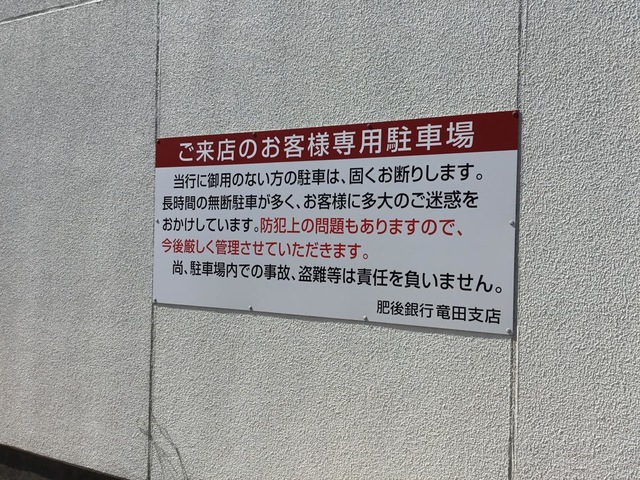 ご来店のお客様専用駐車場
当行に御用のない方の駐車は、固くお断りします。
長時間の無断駐車が多く、お客様に多大のご迷惑を
おかけしています。防犯上の問題もありますので、
今後厳しく管理させていただきます。
尚、駐車場内での事故、盗難等は責任を負いません。
肥後銀行竜田支店